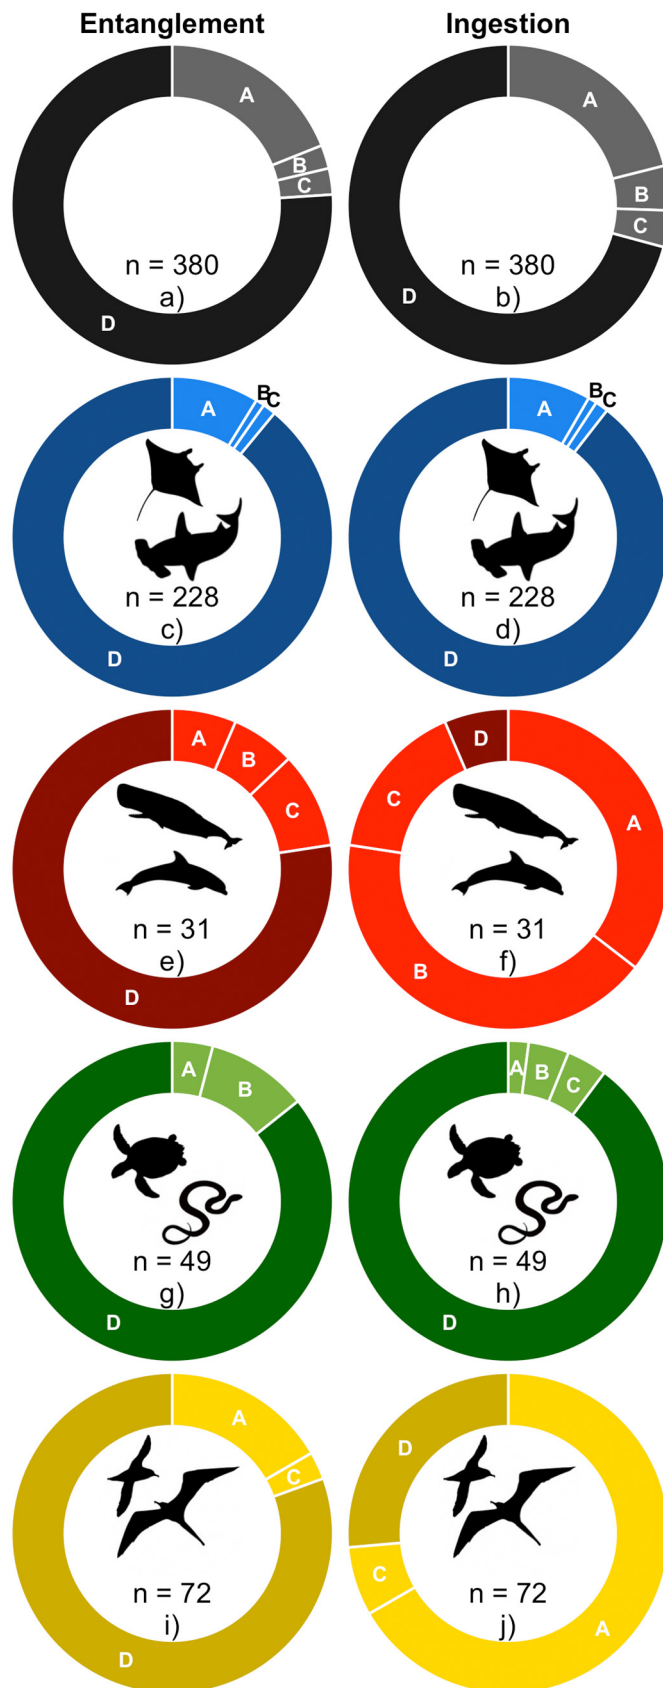 Entanglement Ingestion
A A
B B
C C
n = 380 n = 380
a) b)
D D
A B C A B C
n = 228 n = 228
c) d)
D D
A B C D
C A
n = 31 n = 31
e) f)
D B
A B A B C
n = 49 n = 49
g) h)
D D
A D
C C
n = 72 n = 72
i) j)
D A